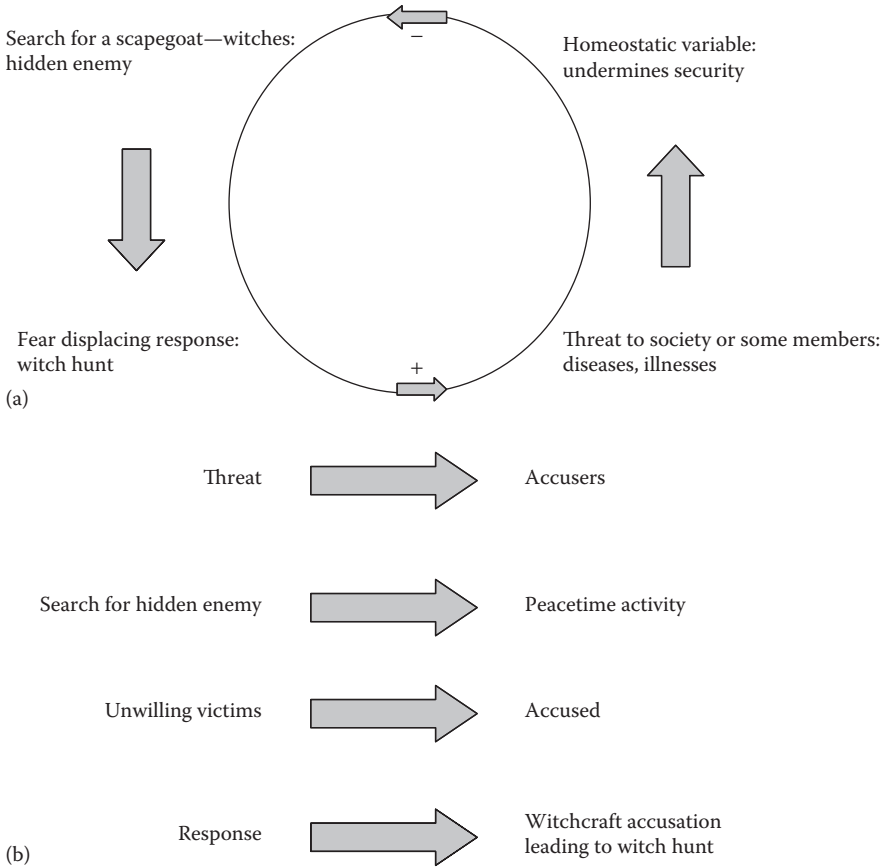 Search for a scapegoat—witches:
hidden enemy
−
Homeostatic variable:
undermines security
Fear displacing response:
witch hunt
+
Threat to society or some members:
diseases, illnesses
(a)
Threat
Accusers
Search for hidden enemy
Peacetime activity
Unwilling victims
Accused
Response
Witchcraft accusation
leading to witch hunt
(b)